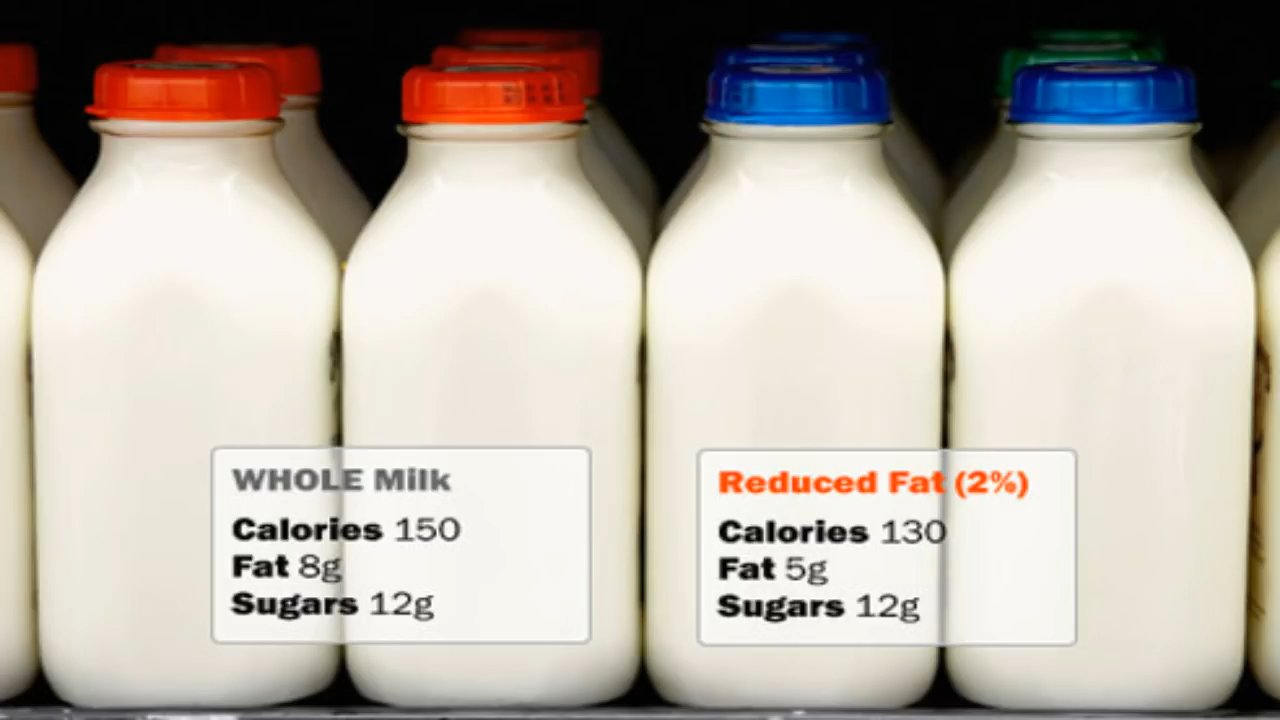 WHOLE Milk
Calories 150
Fat 8g
Sugars 12g
Reduced Fat (2%)
Calories 130
Fat 5g
Sugars 12g